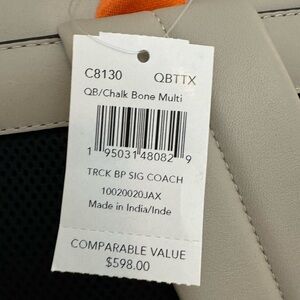 C8130 QBTTX
QB/Chalk Bone Multi
1 95031 48082 9
TRCK BP SIG COACH
10020020JAX
Made in India/Inde
COMPARABLE VALUE
$598.00